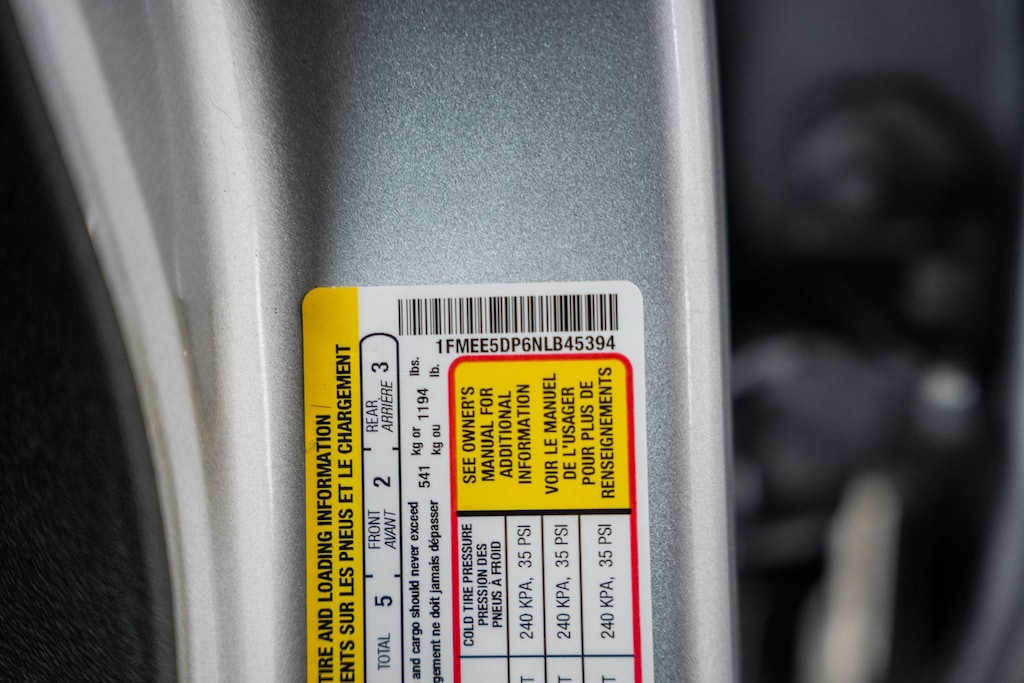 1FMEE5DP6NLB45394
TIRE AND LOADING INFORMATION
ENTS SUR LES PNEUS ET LE CHARGEMENT
TOTAL 5 FRONT 2 REAR 3
AVANT ARRIÈRE
and cargo should never exceed 541 kg or 1194 lbs.
gement ne doit jamais dépasser kg ou lb.
SEE OWNER'S
MANUAL FOR
ADDITIONAL
INFORMATION
VOIR LE MANUEL
DE L'USAGER
POUR PLUS DE
RENSEIGNEMENTS
COLD TIRE PRESSURE
PRESSION DES
PNEUS À FROID
240 KPA, 35 PSI
240 KPA, 35 PSI
240 KPA, 35 PSI